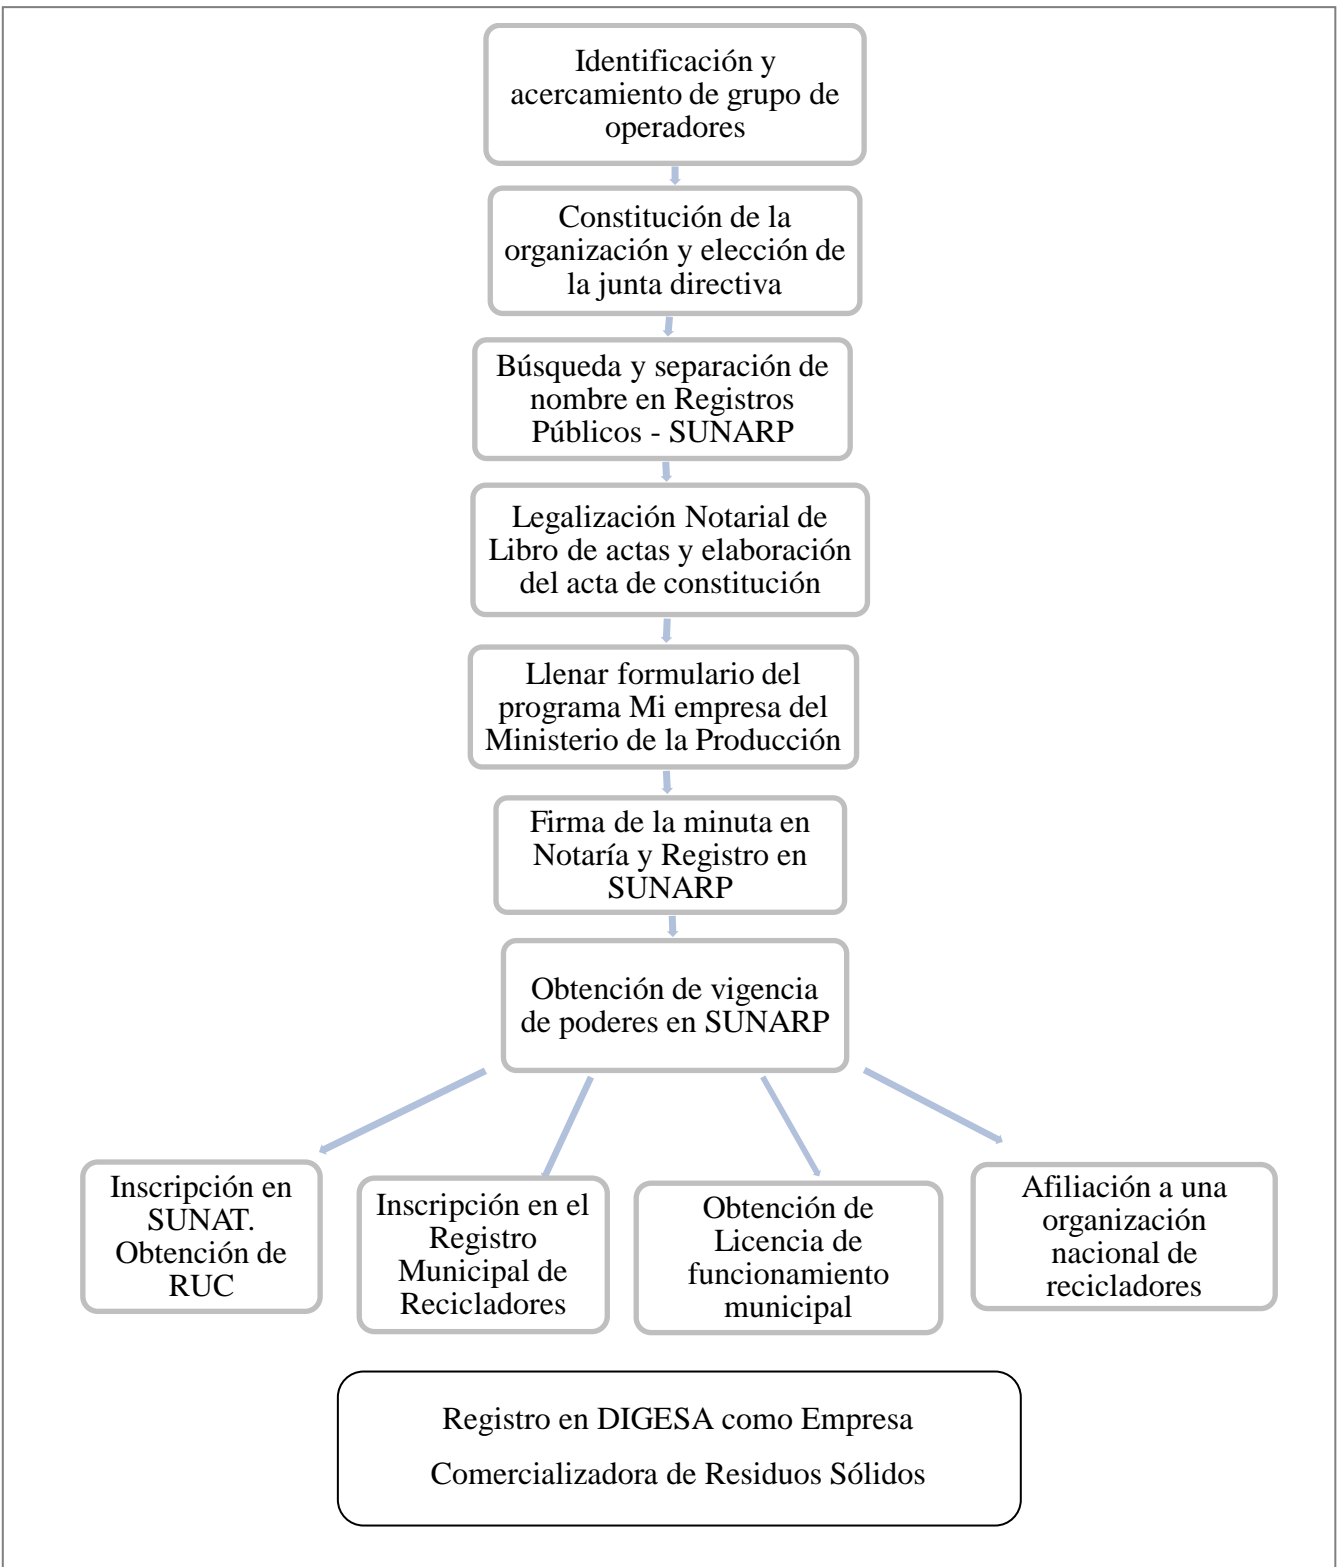 Identificación y
acercamiento de grupo de
operadores
Constitución de la
organización y elección de
la junta directiva
Búsqueda y separación de
nombre en Registros
Públicos - SUNARP
Legalización Notarial de
Libro de actas y elaboración
del acta de constitución
Llenar formulario del
programa Mi empresa del
Ministerio de la Producción
Firma de la minuta en
Notaría y Registro en
SUNARP
Obtención de vigencia
de poderes en SUNARP
Inscripción en
SUNAT.
Obtención de
RUC
Inscripción en el
Registro
Municipal de
Recicladores
Obtención de
Licencia de
funcionamiento
municipal
Afiliación a una
organización
nacional de
recicladores
Registro en DIGESA como Empresa
Comercializadora de Residuos Sólidos